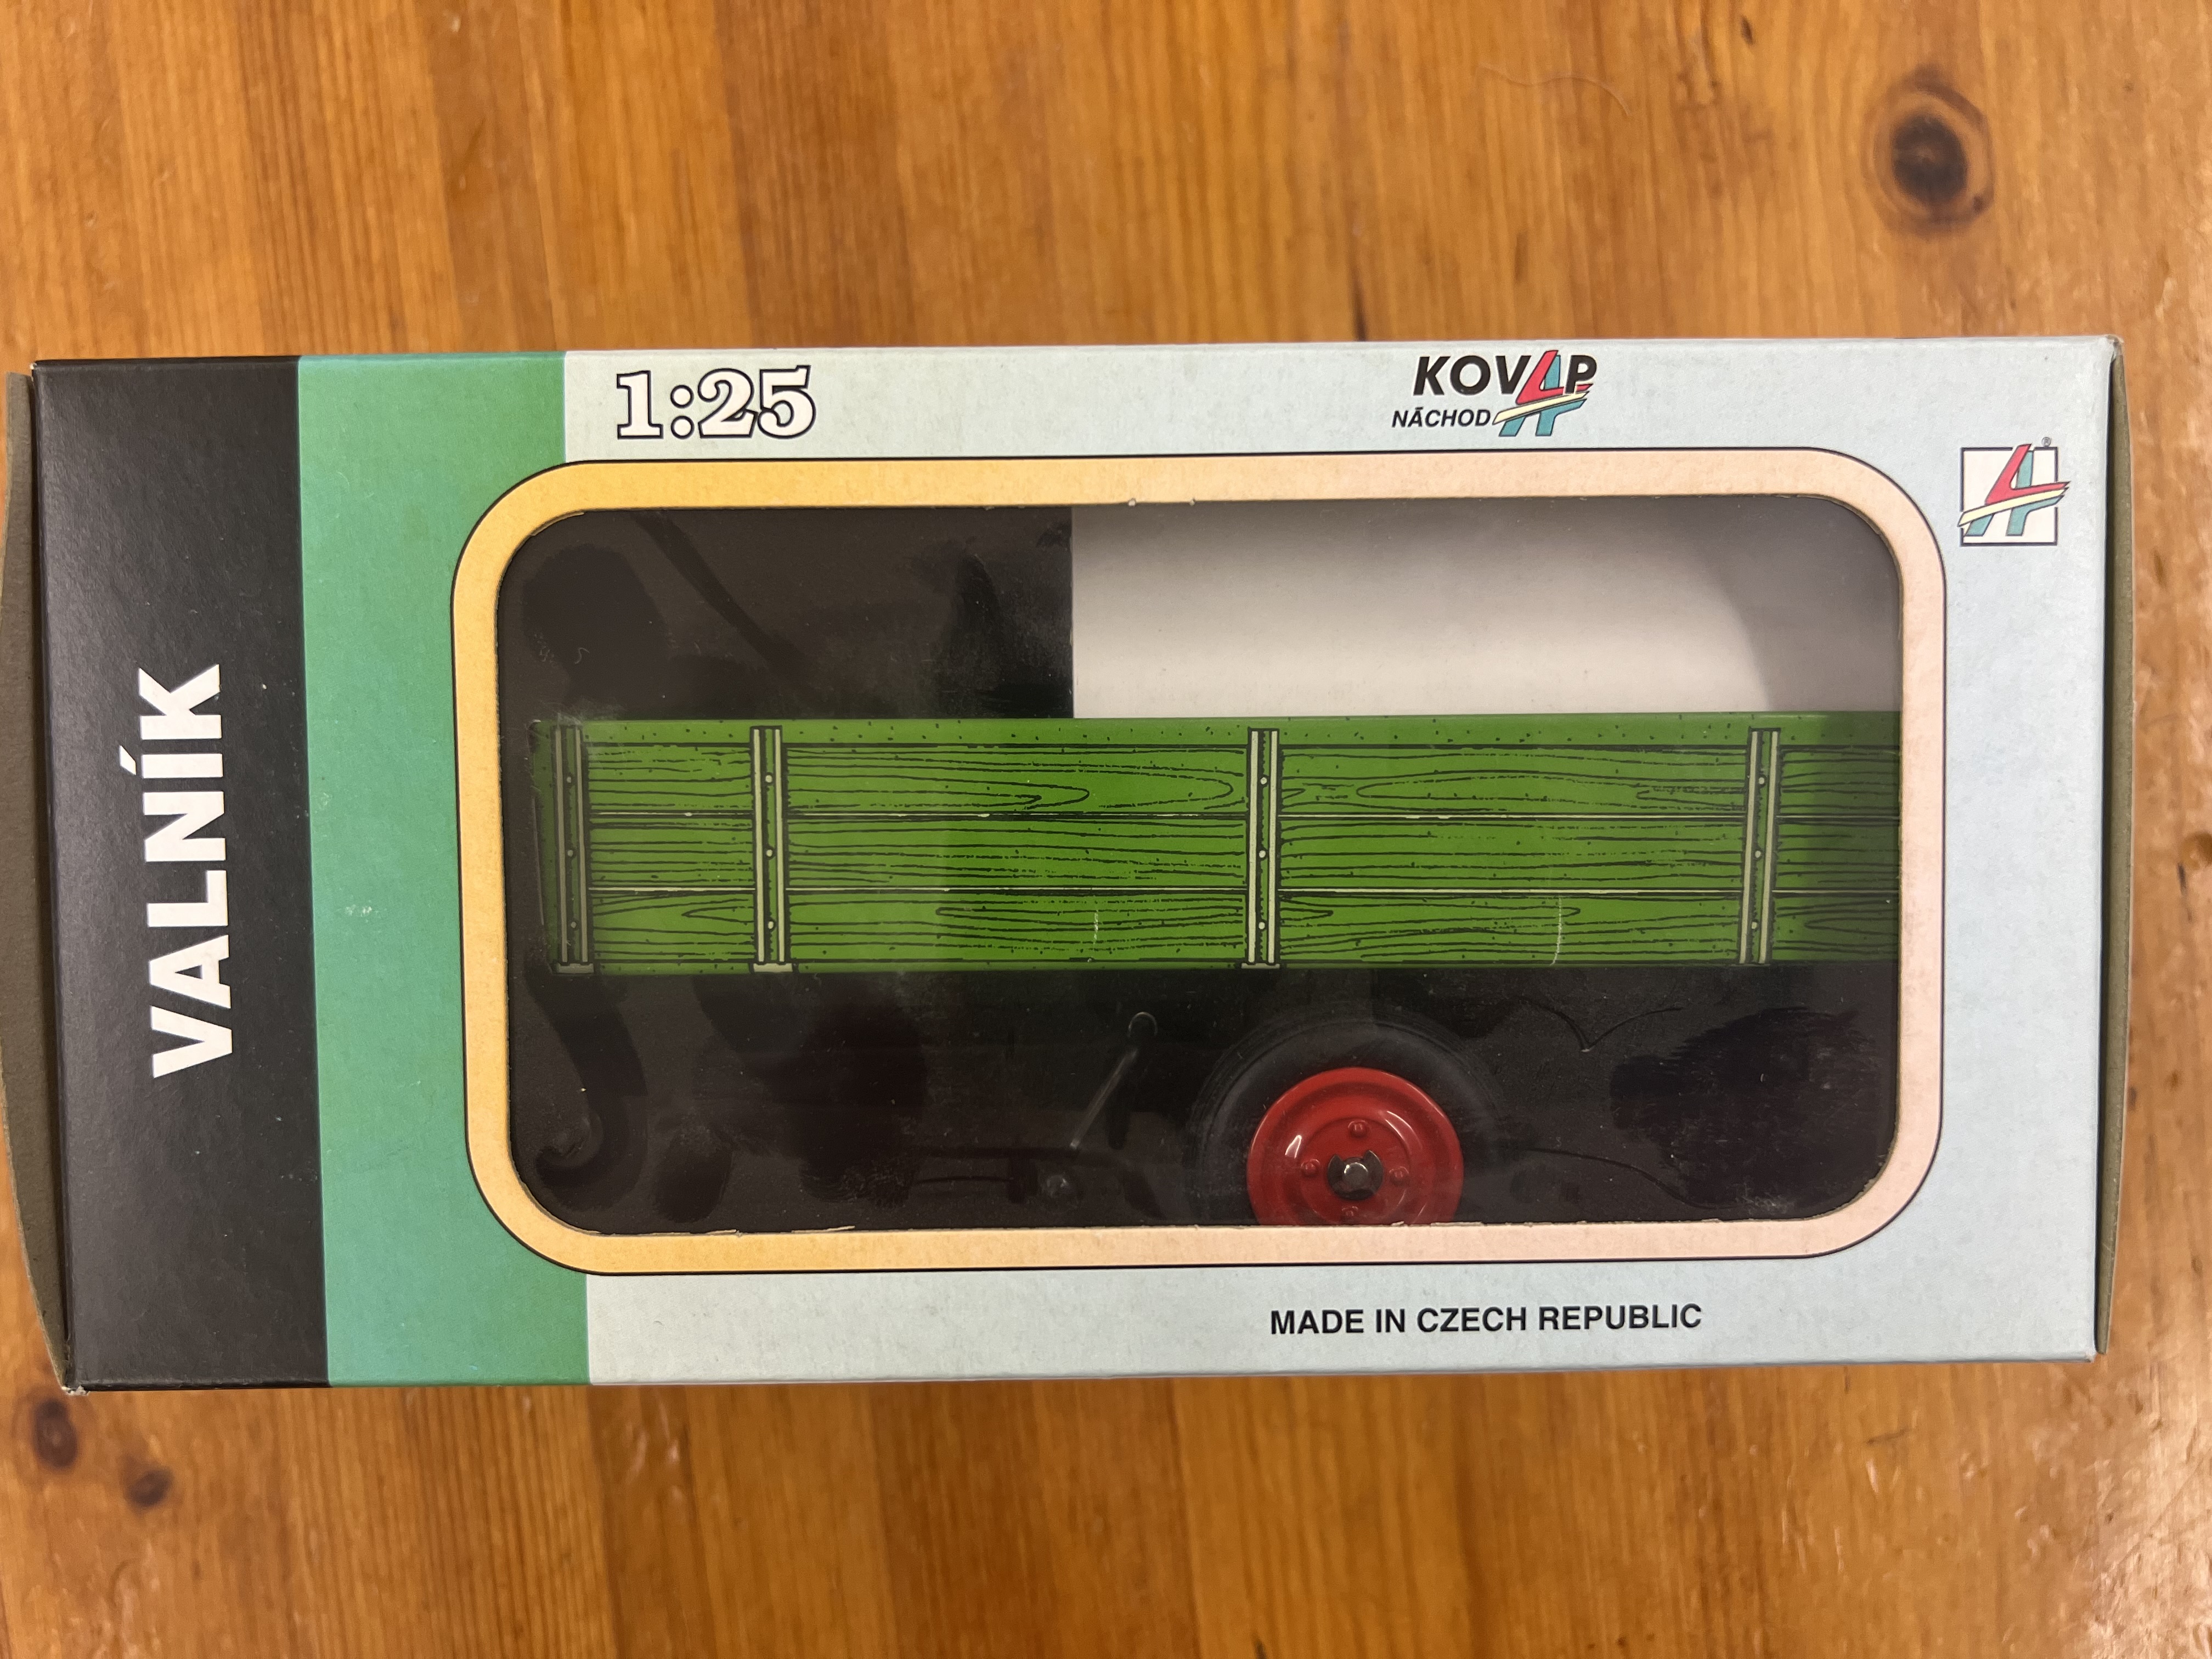 1:25
KOVAP
NÁCHOD
®
VALNÍK
MADE IN CZECH REPUBLIC